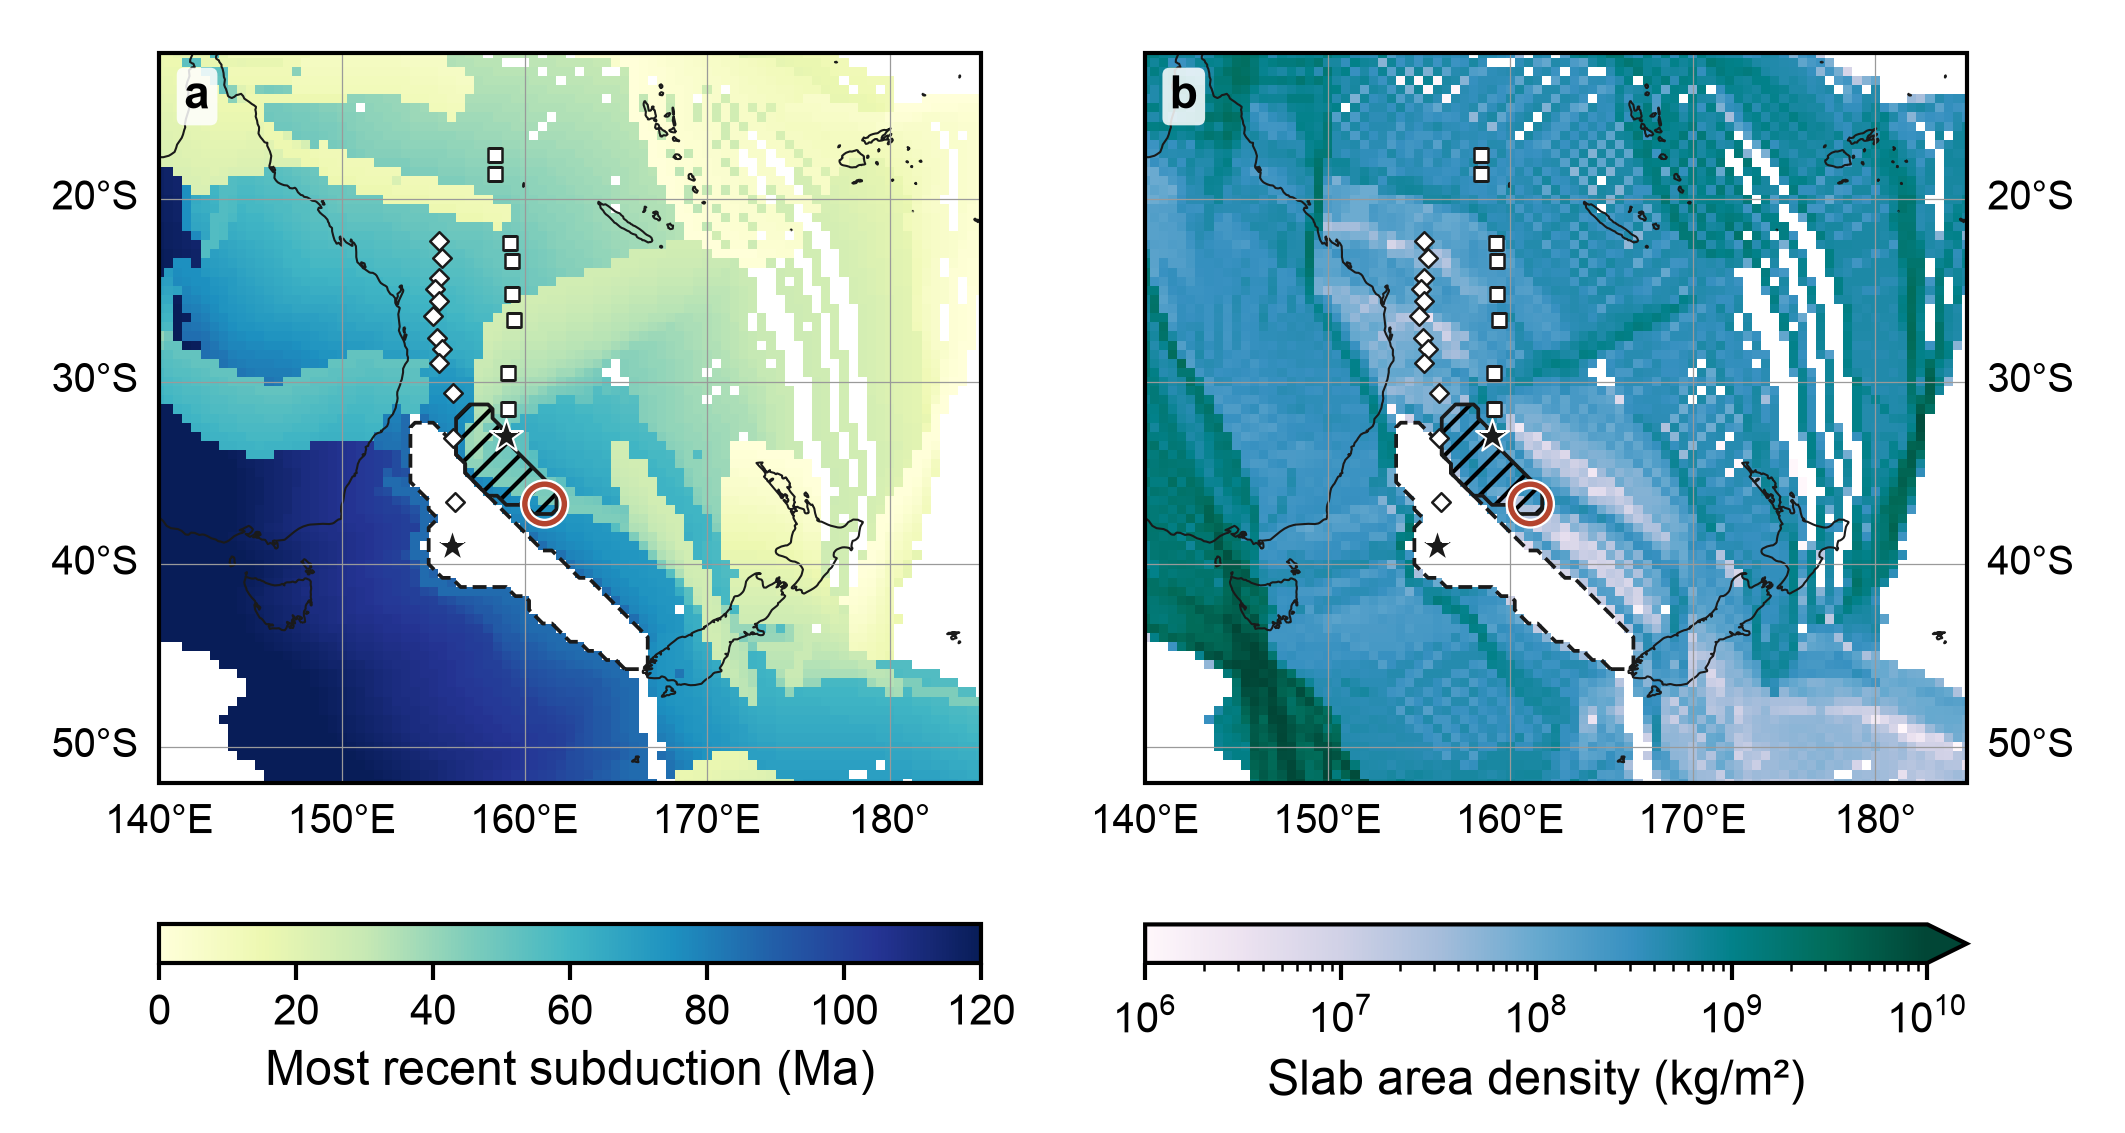 a
b
20°S
30°S
40°S
50°S
20°S
30°S
40°S
50°S
140°E 150°E 160°E 170°E 180°
140°E 150°E 160°E 170°E 180°
0 20 40 60 80 100 120
Most recent subduction (Ma)
10⁶ 10⁷ 10⁸ 10⁹ 10¹⁰
Slab area density (kg/m²)